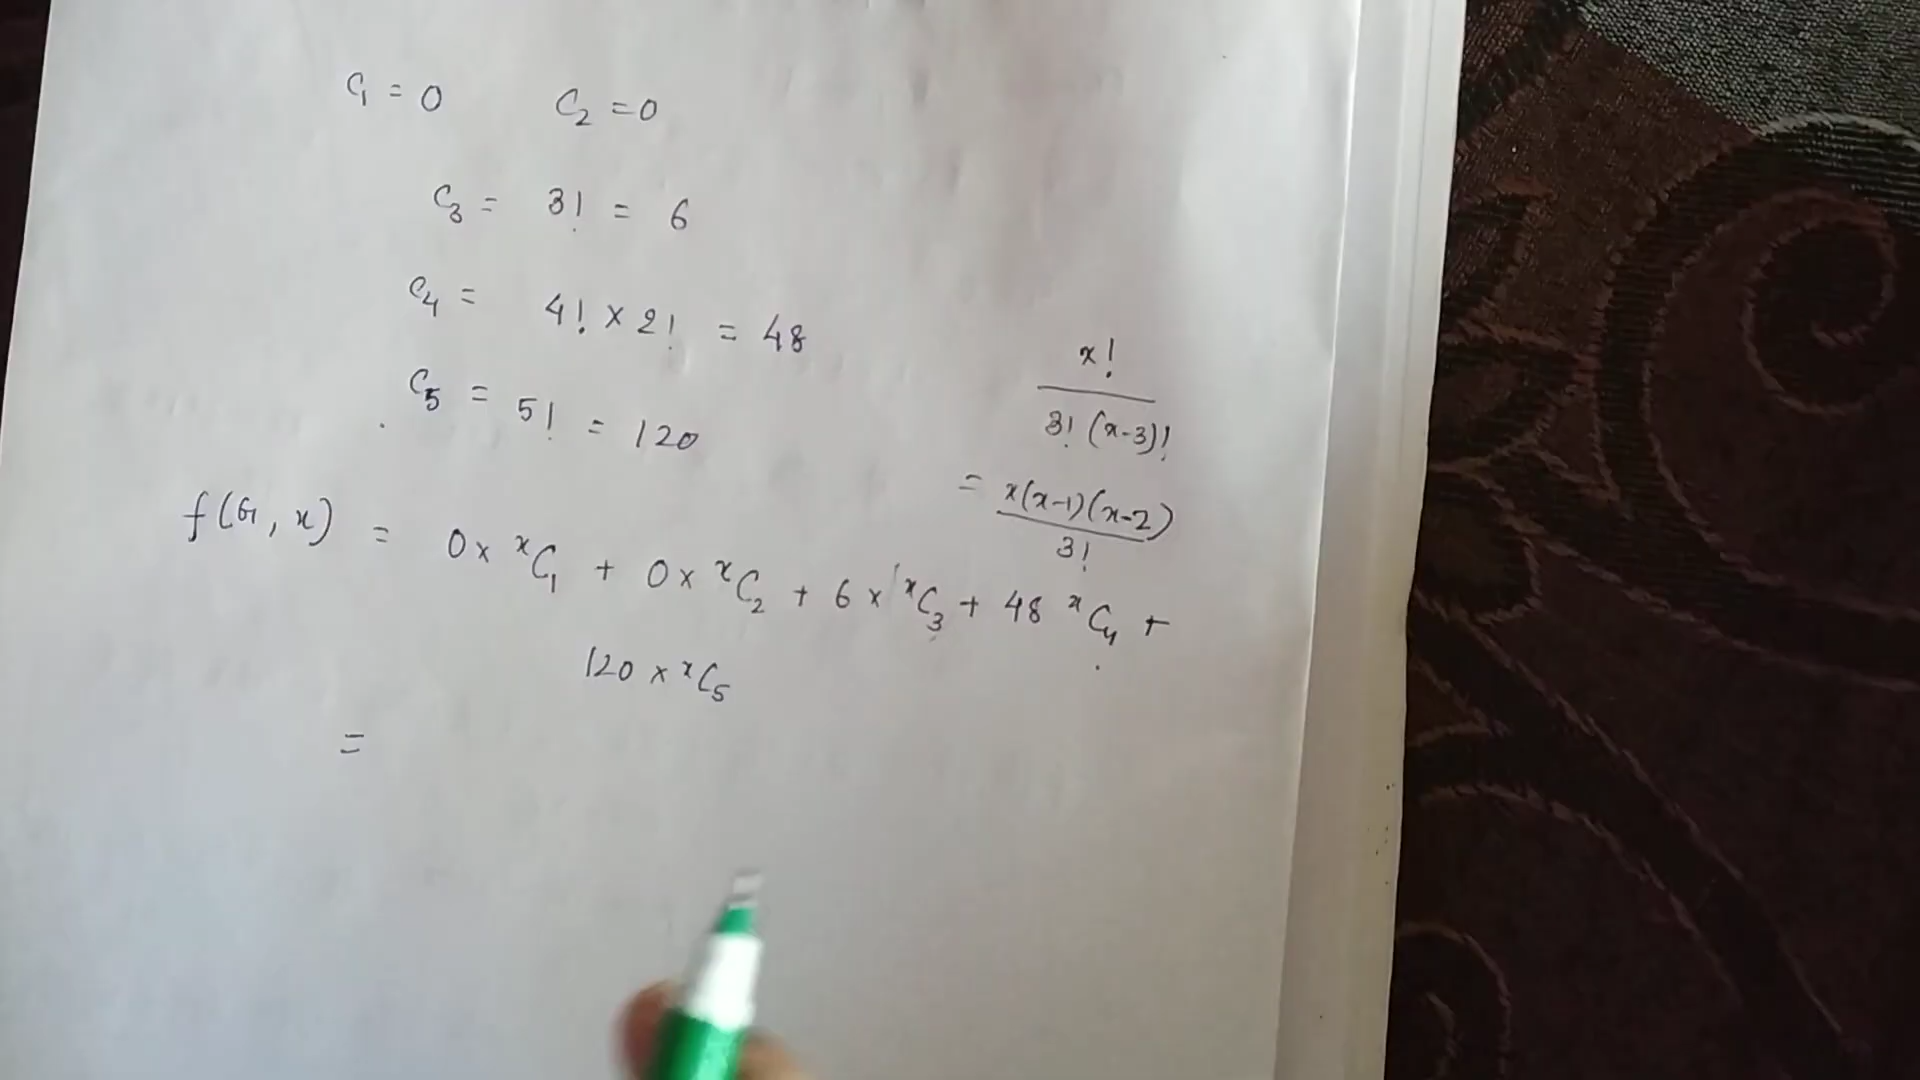 C₁ = 0 C₂ = 0
C₃ = 3! = 6
C₄ = 4! × 2! = 48
C₅ = 5! = 120
x!
3! (x-3)!
= x(x-1)(x-2)
3!
f(G, x) = 0 × ˣC₁ + 0 × ˣC₂ + 6 × ˣC₃ + 48 ˣC₄ +
120 × ˣC₅
=